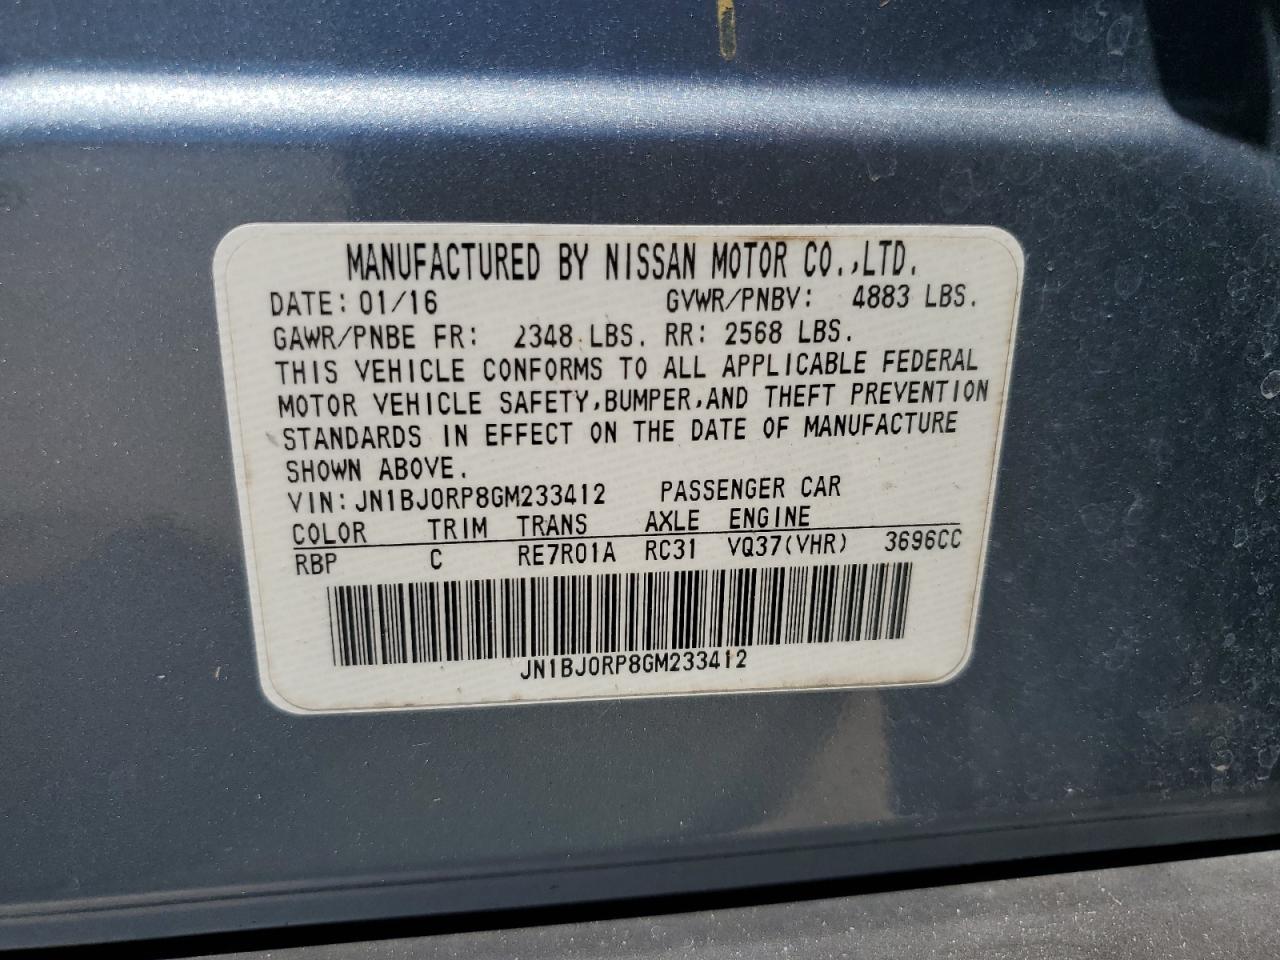 MANUFACTURED BY NISSAN MOTOR CO.,LTD.
DATE: 01/16 GVWR/PNBV: 4883 LBS.
GAWR/PNBE FR: 2348 LBS. RR: 2568 LBS.
THIS VEHICLE CONFORMS TO ALL APPLICABLE FEDERAL
MOTOR VEHICLE SAFETY,BUMPER,AND THEFT PREVENTION
STANDARDS IN EFFECT ON THE DATE OF MANUFACTURE
SHOWN ABOVE.
VIN: JN1BJ0RP8GM233412 PASSENGER CAR
COLOR TRIM TRANS AXLE ENGINE
RBP C RE7R01A RC31 VQ37(VHR) 3696CC
JN1BJ0RP8GM233412